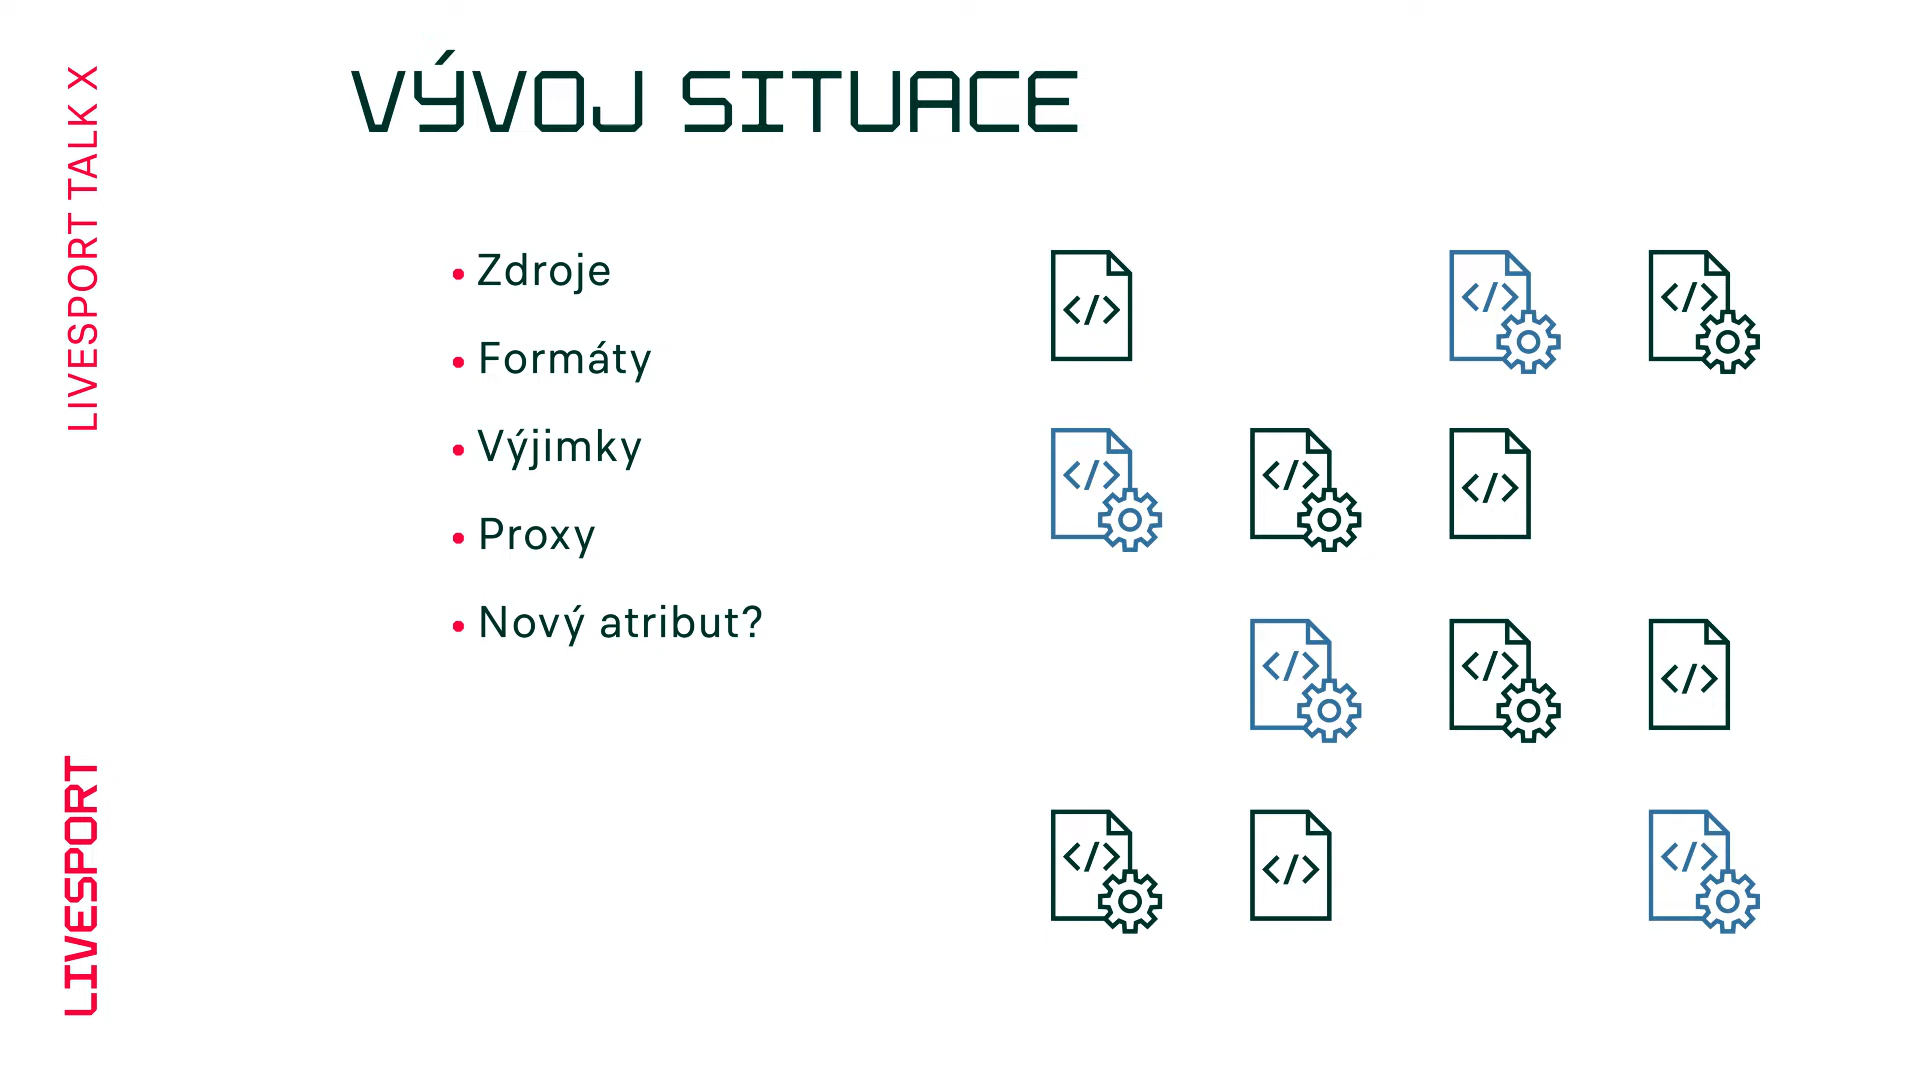 LIVESPORT TALK X
VÝVOJ SITUACE
Zdroje
Formáty
Výjimky
Proxy
Nový atribut?
</>
</>
</>
</>
</>
</>
</>
</>
</>
</>
</>
</>
LIVESPORT